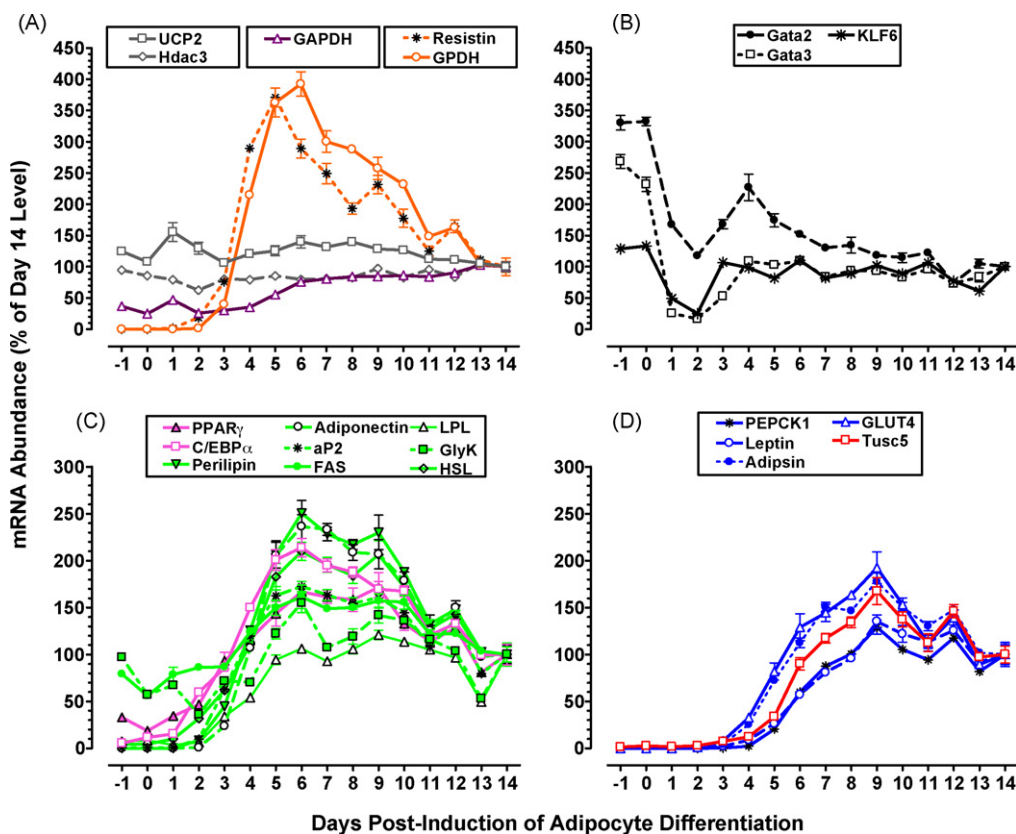 (A)
UCP2
Hdac3
GAPDH
Resistin
GPDH
(B)
Gata2
Gata3
KLF6
450
400
350
300
250
200
150
100
50
0
-1 0 1 2 3 4 5 6 7 8 9 10 11 12 13 14
450
400
350
300
250
200
150
100
50
0
-1 0 1 2 3 4 5 6 7 8 9 10 11 12 13 14
mRNA Abundance (% of Day 14 Level)
(C)
PPARγ
C/EBPα
Perilipin
Adiponectin
aP2
FAS
LPL
GlyK
HSL
(D)
PEPCK1
Leptin
Adipsin
GLUT4
Tusc5
300
250
200
150
100
50
0
-1 0 1 2 3 4 5 6 7 8 9 10 11 12 13 14
300
250
200
150
100
50
0
-1 0 1 2 3 4 5 6 7 8 9 10 11 12 13 14
Days Post-Induction of Adipocyte Differentiation